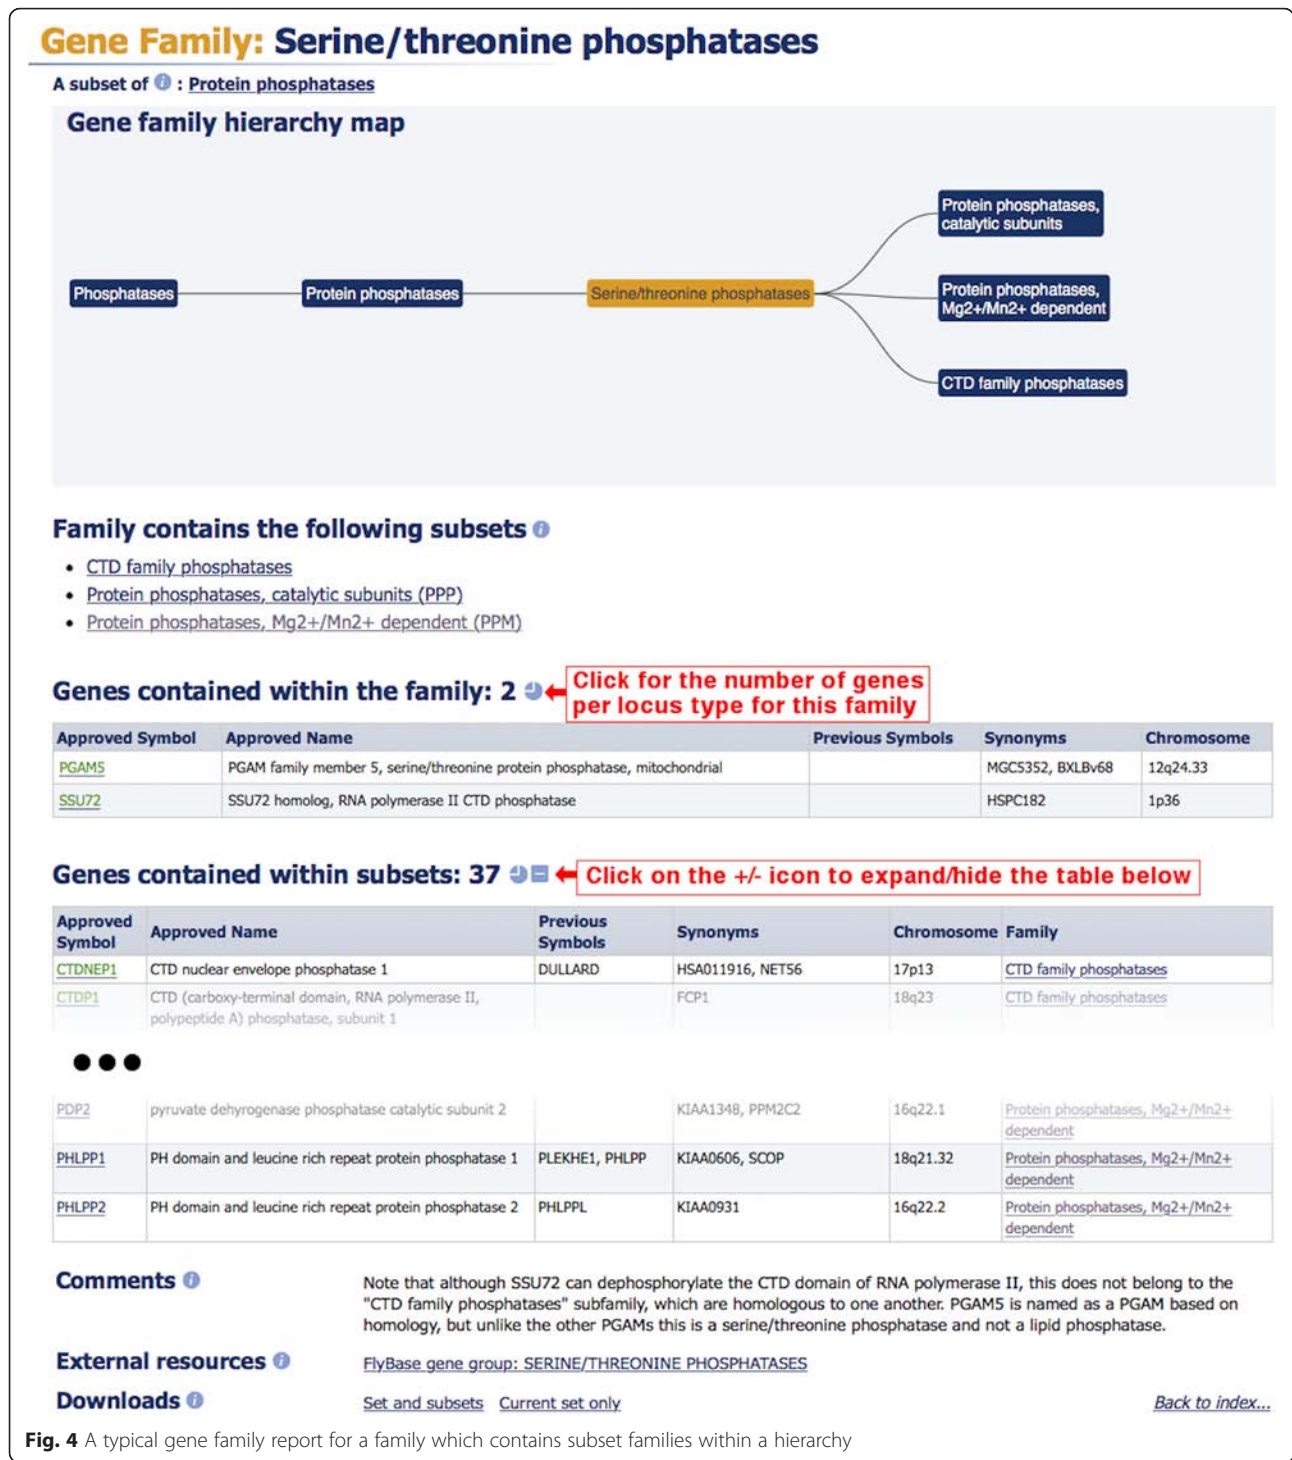 Gene Family: Serine/threonine phosphatases
A subset of i : Protein phosphatases
Gene family hierarchy map
Protein phosphatases,
catalytic subunits
Phosphatases
Protein phosphatases
Serine/threonine phosphatases
Protein phosphatases,
Mg2+/Mn2+ dependent
CTD family phosphatases
Family contains the following subsets i
• CTD family phosphatases
• Protein phosphatases, catalytic subunits (PPP)
• Protein phosphatases, Mg2+/Mn2+ dependent (PPM)
Genes contained within the family: 2
Click for the number of genes
per locus type for this family
Approved Symbol Approved Name Previous Symbols Synonyms Chromosome
PGAM5 PGAM family member 5, serine/threonine protein phosphatase, mitochondrial MGC5352, BXLBv68 12q24.33
SSU72 SSU72 homolog, RNA polymerase II CTD phosphatase HSPC182 1p36
Genes contained within subsets: 37
Click on the +/- icon to expand/hide the table below
Approved Symbol Approved Name Previous Symbols Synonyms Chromosome Family
CTDNEP1 CTD nuclear envelope phosphatase 1 DULLARD HSA011916, NET56 17p13 CTD family phosphatases
CTDP1 CTD (carboxy-terminal domain, RNA polymerase II, FCP1 18q23 CTD family phosphatases
polypeptide A) phosphatase, subunit 1
PDP2 pyruvate dehyrogenase phosphatase catalytic subunit 2 KIAA1348, PPM2C2 16q22.1 Protein phosphatases, Mg2+/Mn2+
dependent
PHLPP1 PH domain and leucine rich repeat protein phosphatase 1 PLEKHE1, PHLPP KIAA0606, SCOP 18q21.32 Protein phosphatases, Mg2+/Mn2+
dependent
PHLPP2 PH domain and leucine rich repeat protein phosphatase 2 PHLPPL KIAA0931 16q22.2 Protein phosphatases, Mg2+/Mn2+
dependent
Comments i
Note that although SSU72 can dephosphorylate the CTD domain of RNA polymerase II, this does not belong to the
"CTD family phosphatases" subfamily, which are homologous to one another. PGAM5 is named as a PGAM based on
homology, but unlike the other PGAMs this is a serine/threonine phosphatase and not a lipid phosphatase.
External resources i FlyBase gene group: SERINE/THREONINE PHOSPHATASES
Downloads i Set and subsets Current set only Back to index...
Fig. 4 A typical gene family report for a family which contains subset families within a hierarchy